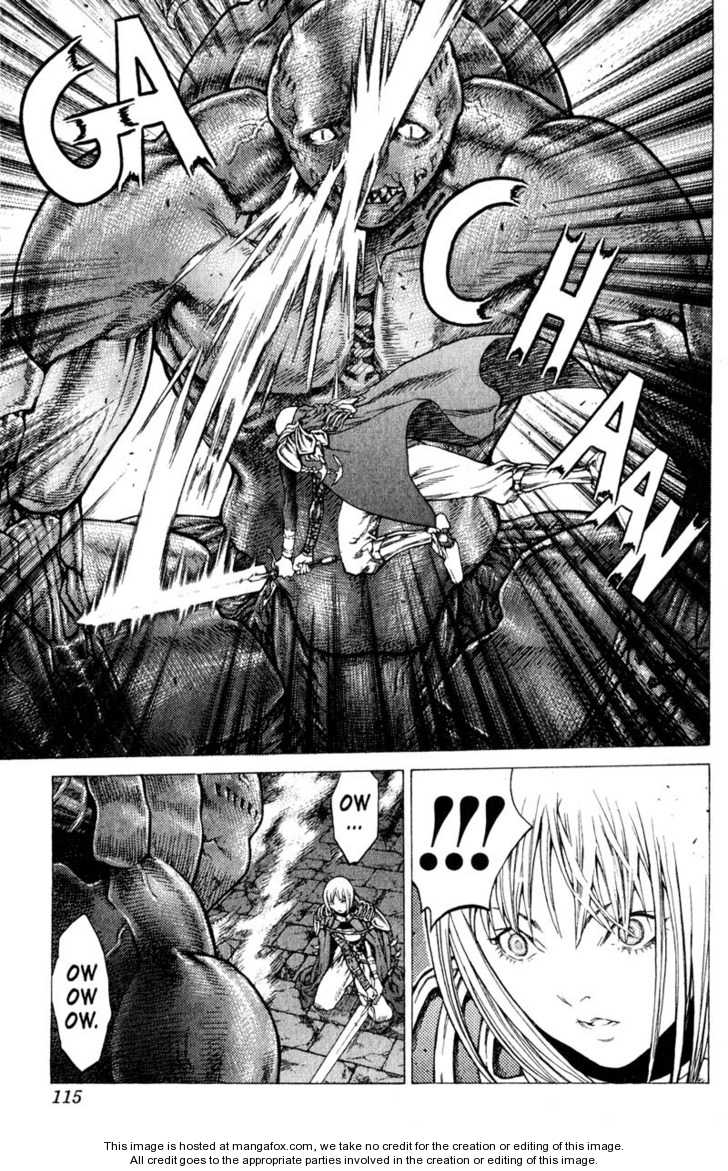 GA
CHAAN
!!!
OW
...
OW
OW
OW.
115
This image is hosted at mangafox.com, we take no credit for the creation or editing of this image.
All credit goes to the appropriate parties involved in the creation or editing of this image.